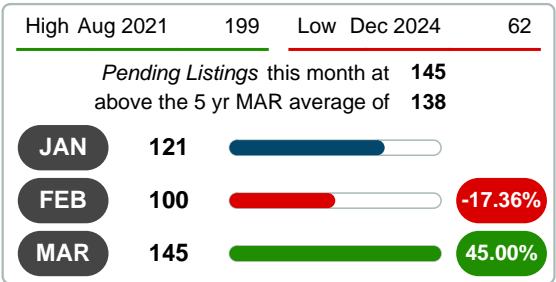 High Aug 2021 199 Low Dec 2024 62
Pending Listings this month at 145
above the 5 yr MAR average of 138
JAN 121
FEB 100 -17.36%
MAR 145 45.00%